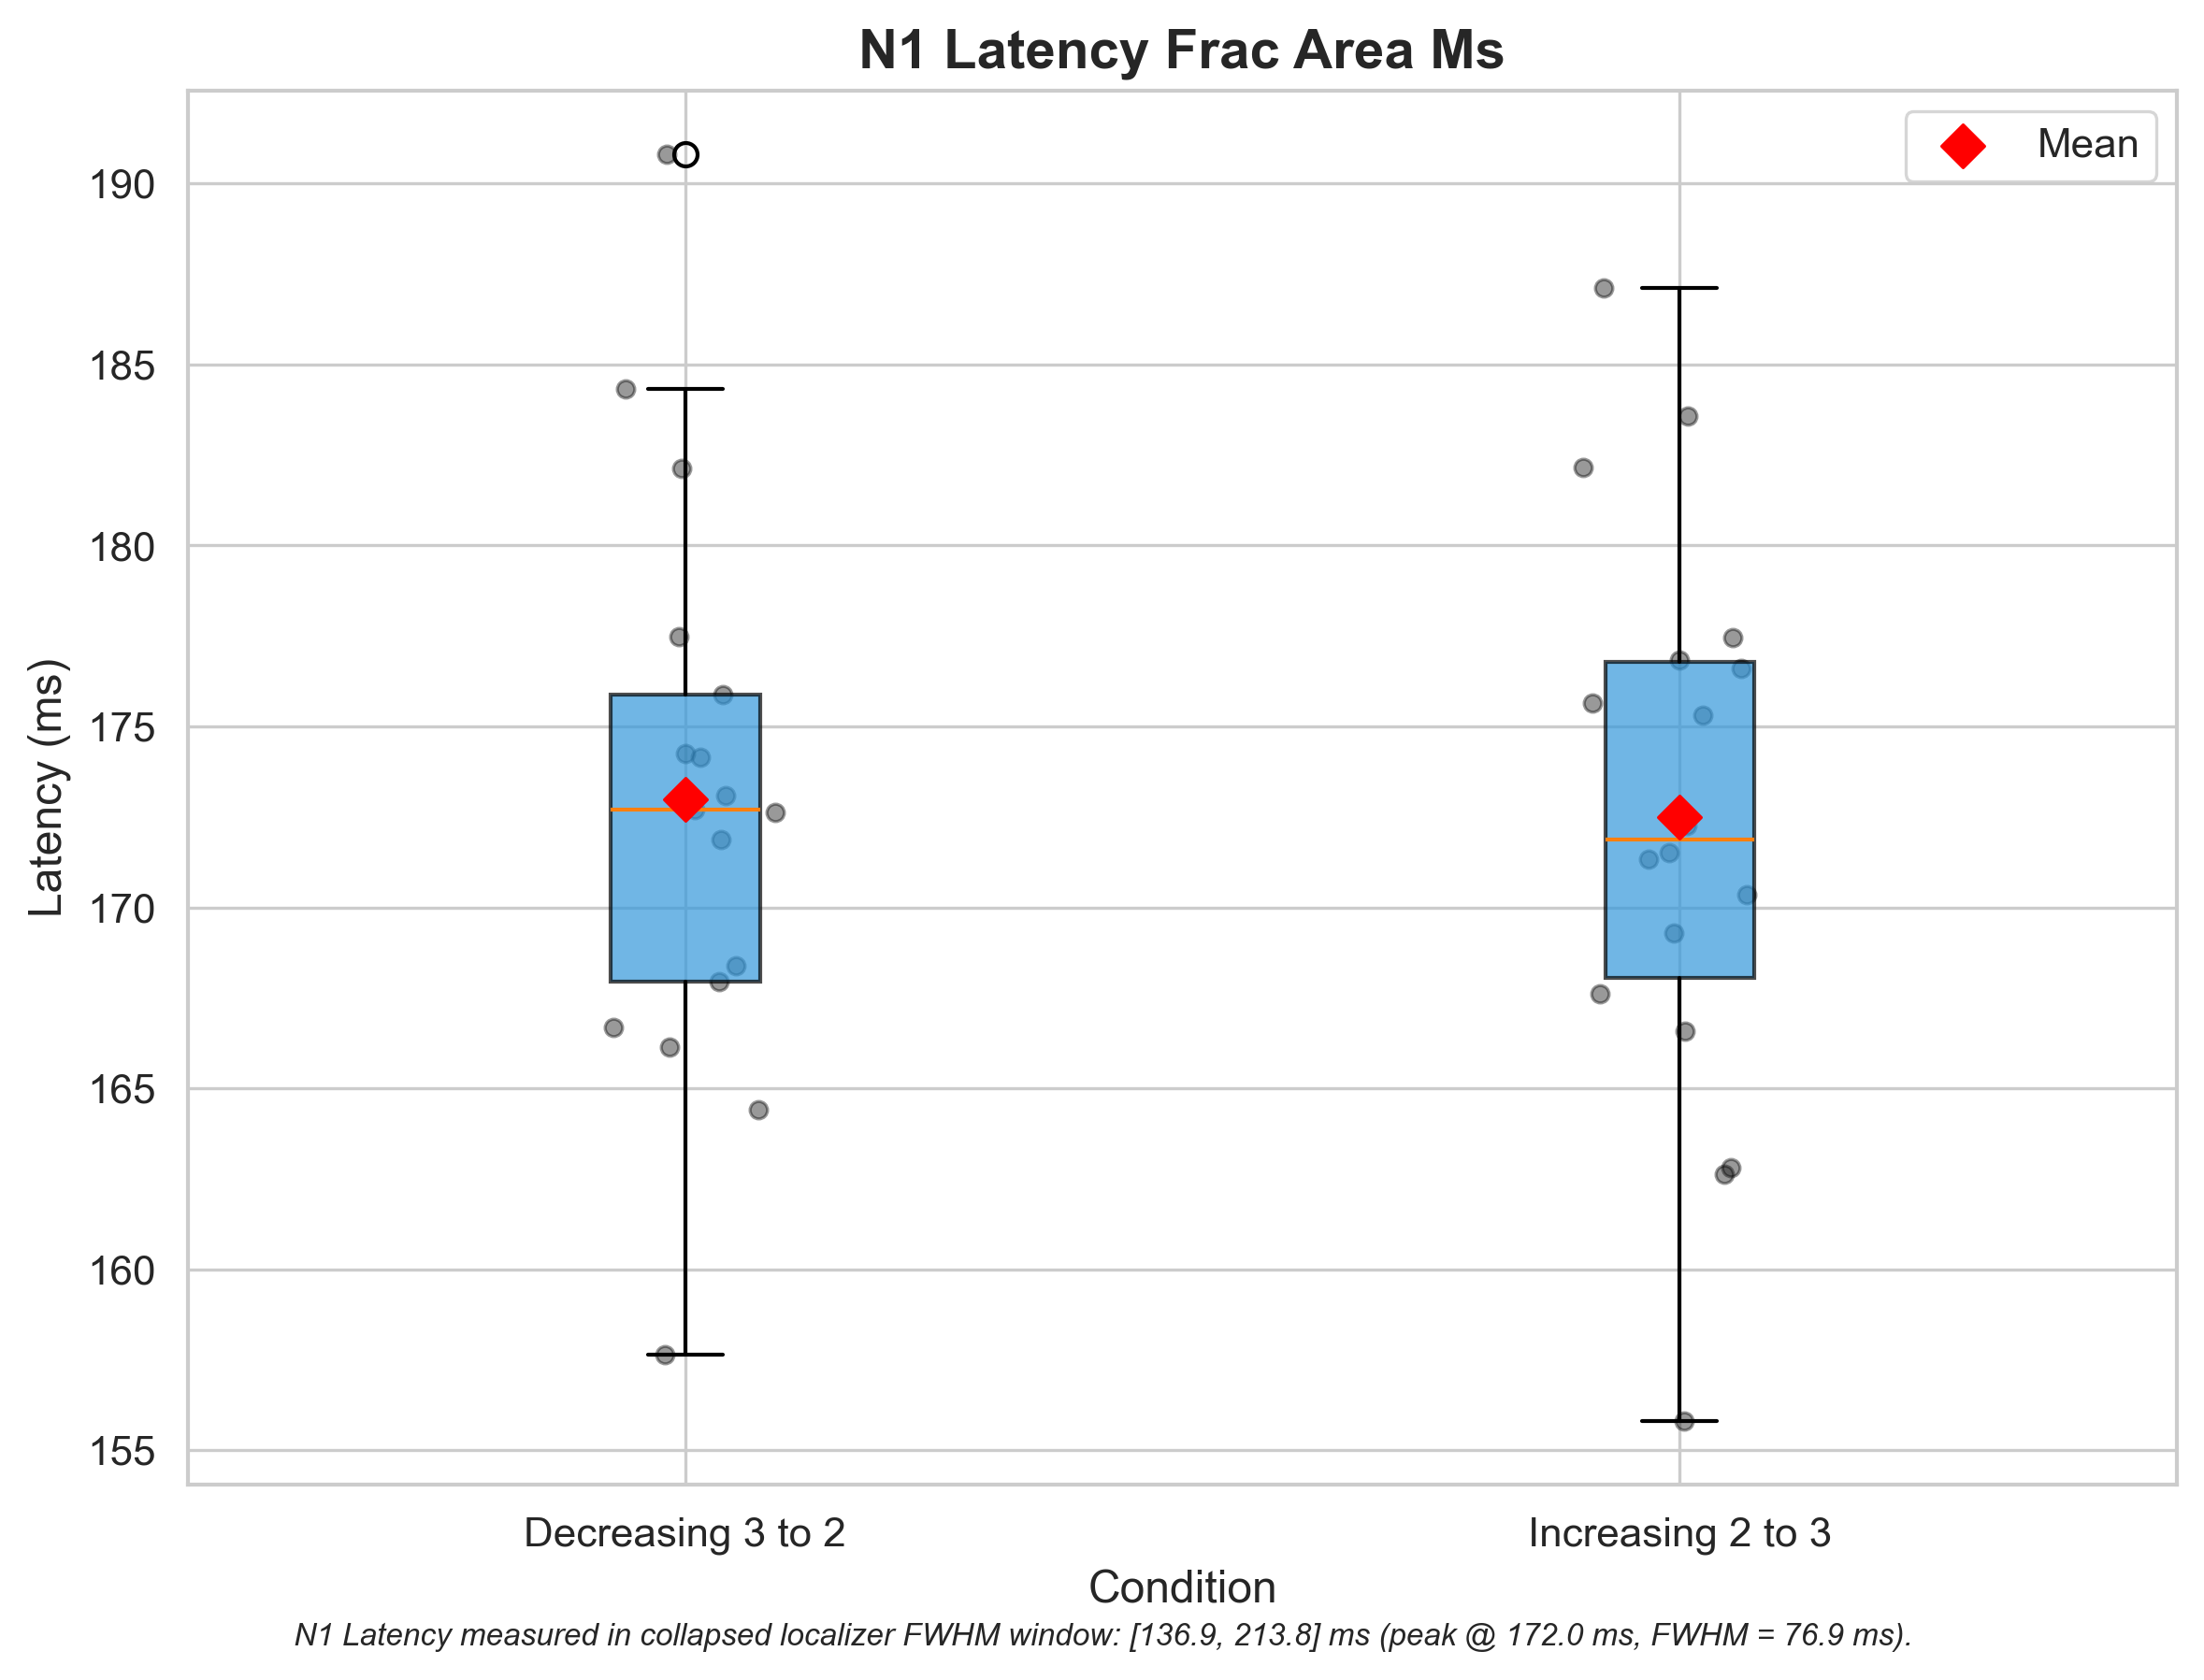 N1 Latency Frac Area Ms
Mean
190
185
180
175
170
165
160
155
Latency (ms)
Decreasing 3 to 2
Increasing 2 to 3
Condition
N1 Latency measured in collapsed localizer FWHM window: [136.9, 213.8] ms (peak @ 172.0 ms, FWHM = 76.9 ms).